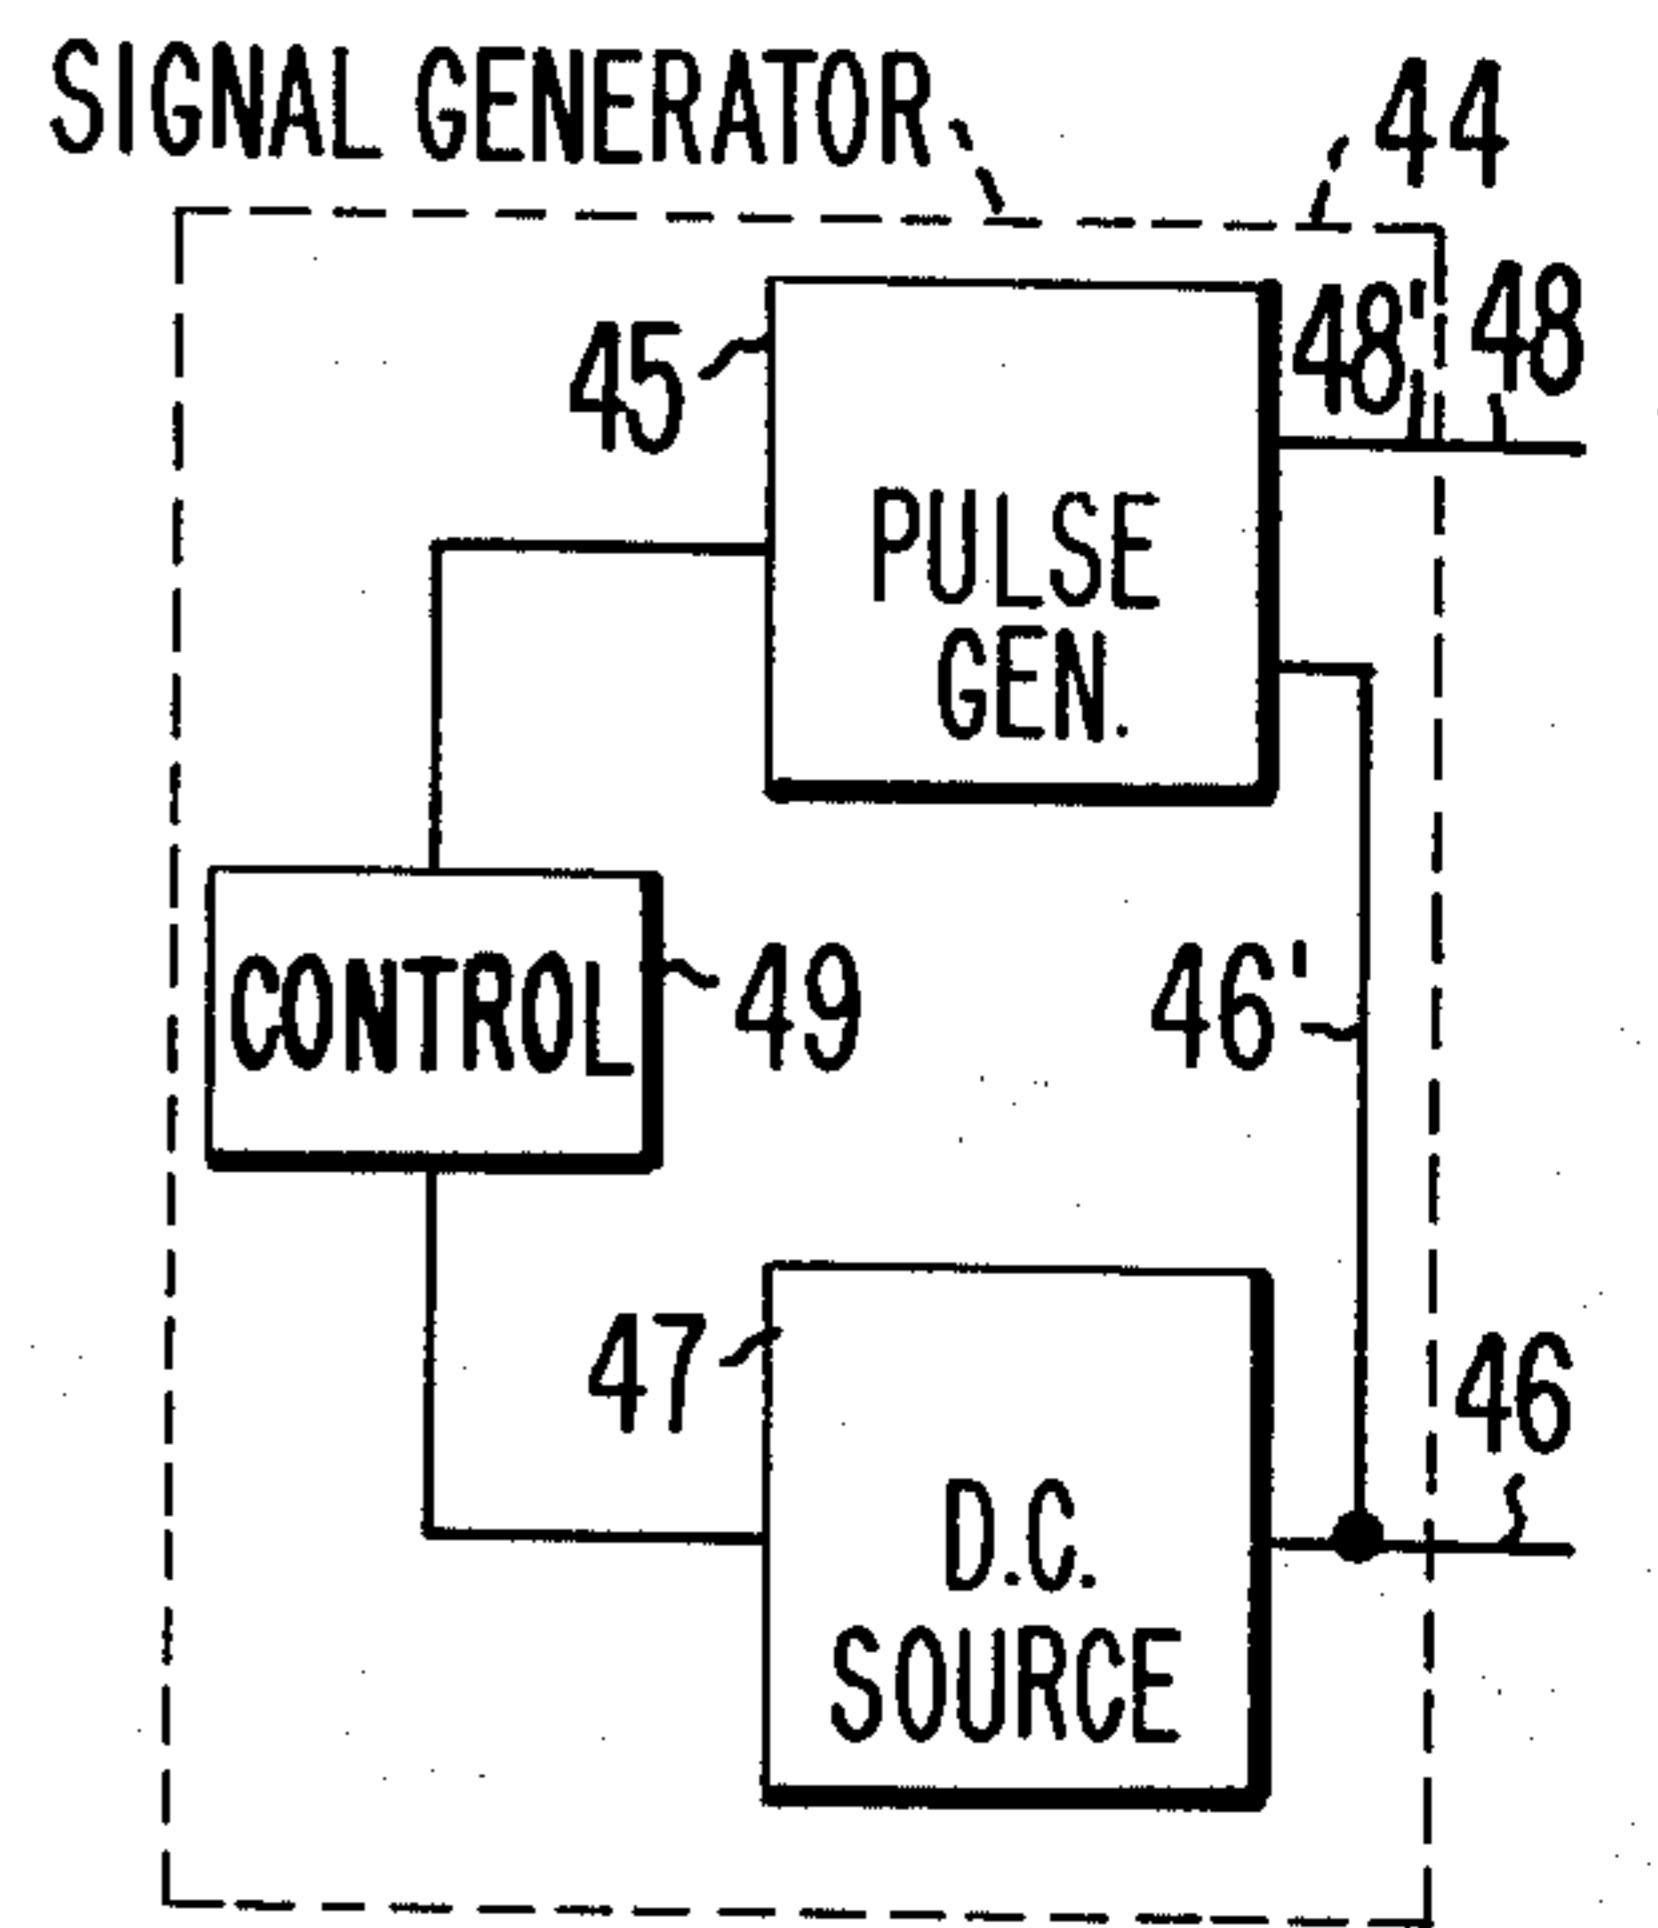 SIGNAL GENERATOR
44
45
48'
48
PULSE
GEN.
CONTROL
49
46'
47
46
D.C.
SOURCE